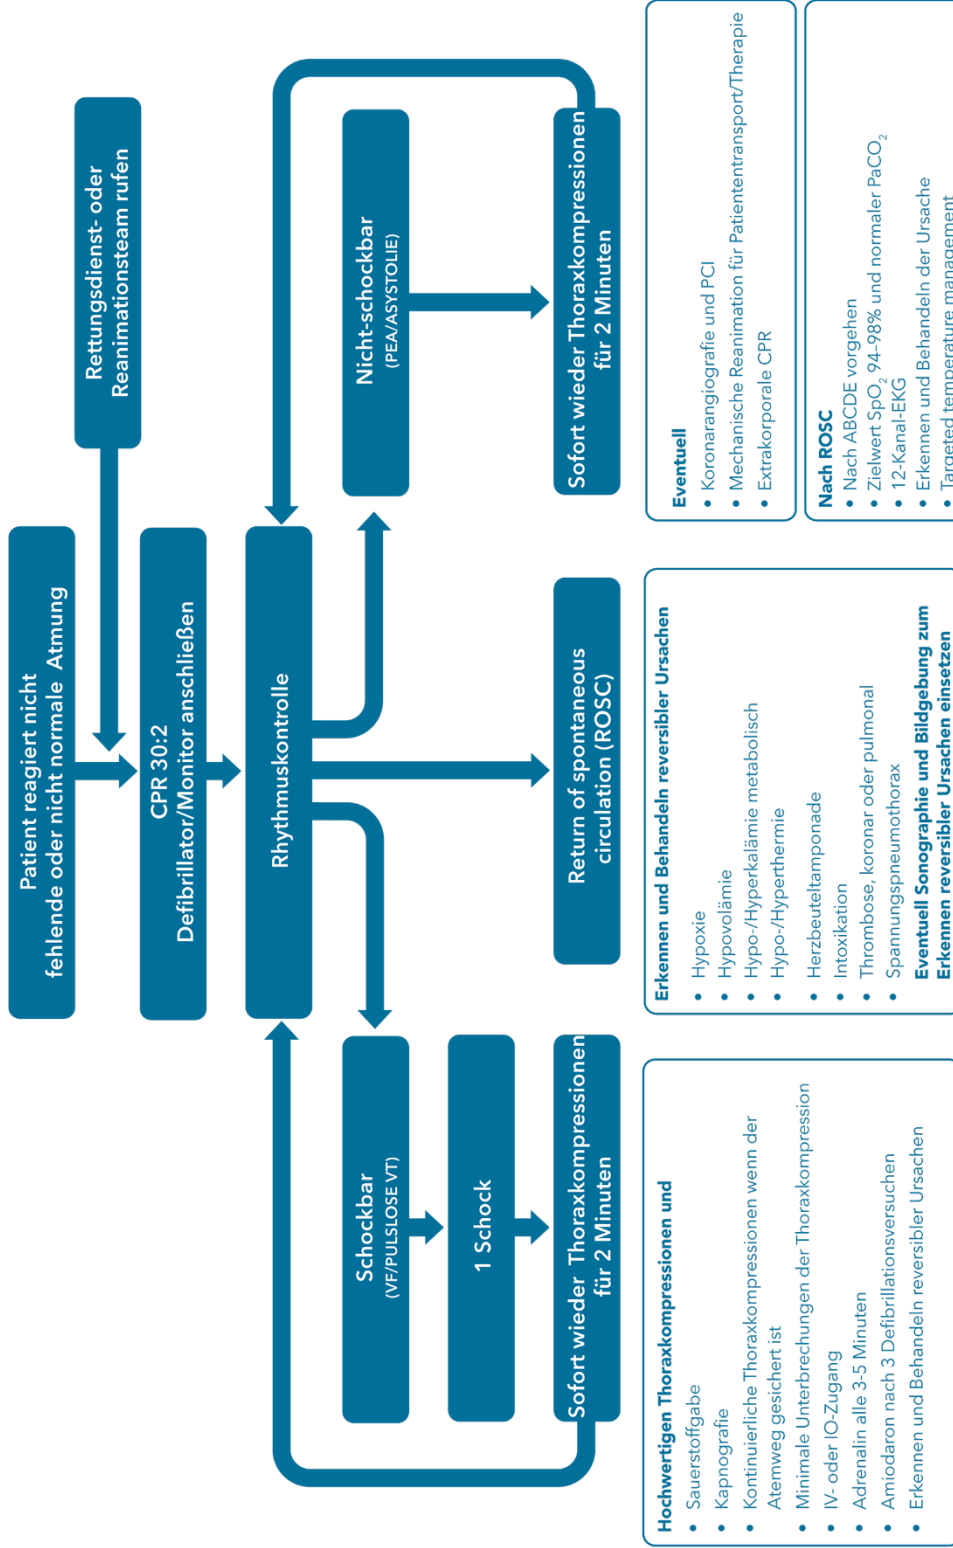 Patient reagiert nicht
fehlende oder nicht normale Atmung
Rettungsdienst- oder
Reanimationsteam rufen
CPR 30:2
Defibrillator/Monitor anschließen
Rhythmuskontrolle
Schockbar
(VF/PULSLOSE VT)
Nicht-schockbar
(PEA/ASYSTOLIE)
1 Schock
Sofort wieder Thoraxkompressionen
für 2 Minuten
Return of spontaneous
circulation (ROSC)
Sofort wieder Thoraxkompressionen
für 2 Minuten
Hochwertigen Thoraxkompressionen und
• Sauerstoffgabe
• Kapnografie
• Kontinuierliche Thoraxkompressionen wenn der
Atemweg gesichert ist
• Minimale Unterbrechungen der Thoraxkompression
• IV- oder IO-Zugang
• Adrenalin alle 3-5 Minuten
• Amiodaron nach 3 Defibrillationsversuchen
• Erkennen und Behandeln reversibler Ursachen
Erkennen und Behandeln reversibler Ursachen
• Hypoxie
• Hypovolämie
• Hypo-/Hyperkalämie metabolisch
• Hypo-/Hyperthermie
• Herzbeuteltamponade
• Intoxikation
• Thrombose, koronar oder pulmonal
• Spannungspneumothorax
Eventuell Sonographie und Bildgebung zum
Erkennen reversibler Ursachen einsetzen
Eventuell
• Koronarangiografie und PCI
• Mechanische Reanimation für Patiententransport/Therapie
• Extrakorporale CPR
Nach ROSC
• Nach ABCDE vorgehen
• Zielwert SpO₂ 94–98% und normaler PaCO₂
• 12-Kanal-EKG
• Erkennen und Behandeln der Ursache
• Targeted temperature management